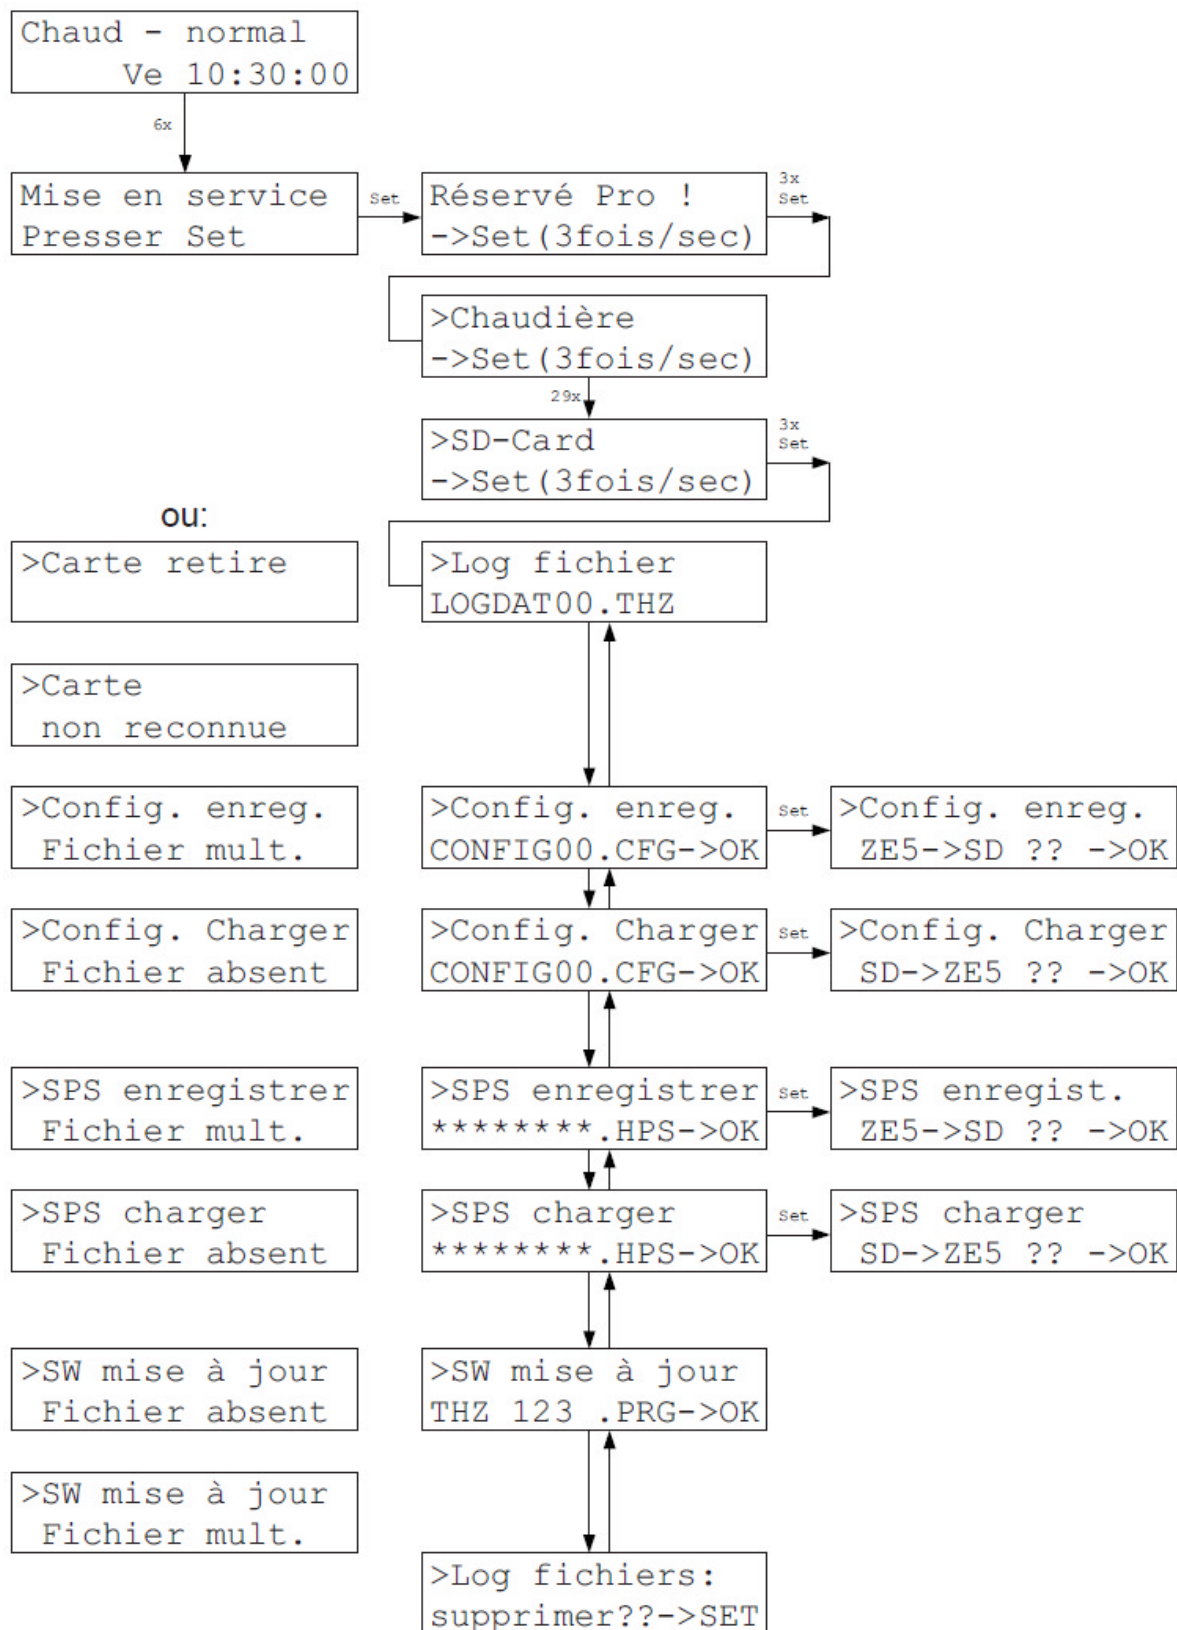 Chaud - normal
Ve 10:30:00
6x
Mise en service
Presser Set
Set
Réservé Pro !
->Set(3fois/sec)
3x
Set
>Chaudière
->Set(3fois/sec)
29x
>SD-Card
->Set(3fois/sec)
3x
Set
ou:
>Carte retire
>Log fichier
LOGDAT00.THZ
>Carte
non reconnue
>Config. enreg.
Fichier mult.
>Config. enreg.
CONFIG00.CFG->OK
Set
>Config. enreg.
ZE5->SD ?? ->OK
>Config. Charger
Fichier absent
>Config. Charger
CONFIG00.CFG->OK
Set
>Config. Charger
SD->ZE5 ?? ->OK
>SPS enregistrer
Fichier mult.
>SPS enregistrer
********.HPS->OK
Set
>SPS enregist.
ZE5->SD ?? ->OK
>SPS charger
Fichier absent
>SPS charger
********.HPS->OK
Set
>SPS charger
SD->ZE5 ?? ->OK
>SW mise à jour
Fichier absent
>SW mise à jour
THZ 123 .PRG->OK
>SW mise à jour
Fichier mult.
>Log fichiers:
supprimer??->SET